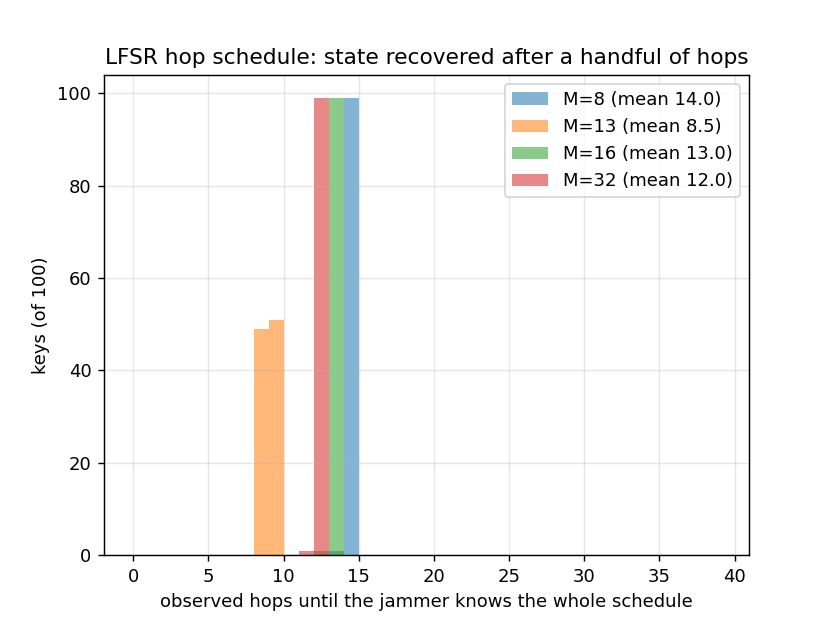 LFSR hop schedule: state recovered after a handful of hops
M=8 (mean 14.0)
M=13 (mean 8.5)
M=16 (mean 13.0)
M=32 (mean 12.0)
keys (of 100)
100
80
60
40
20
0
0 5 10 15 20 25 30 35 40
observed hops until the jammer knows the whole schedule